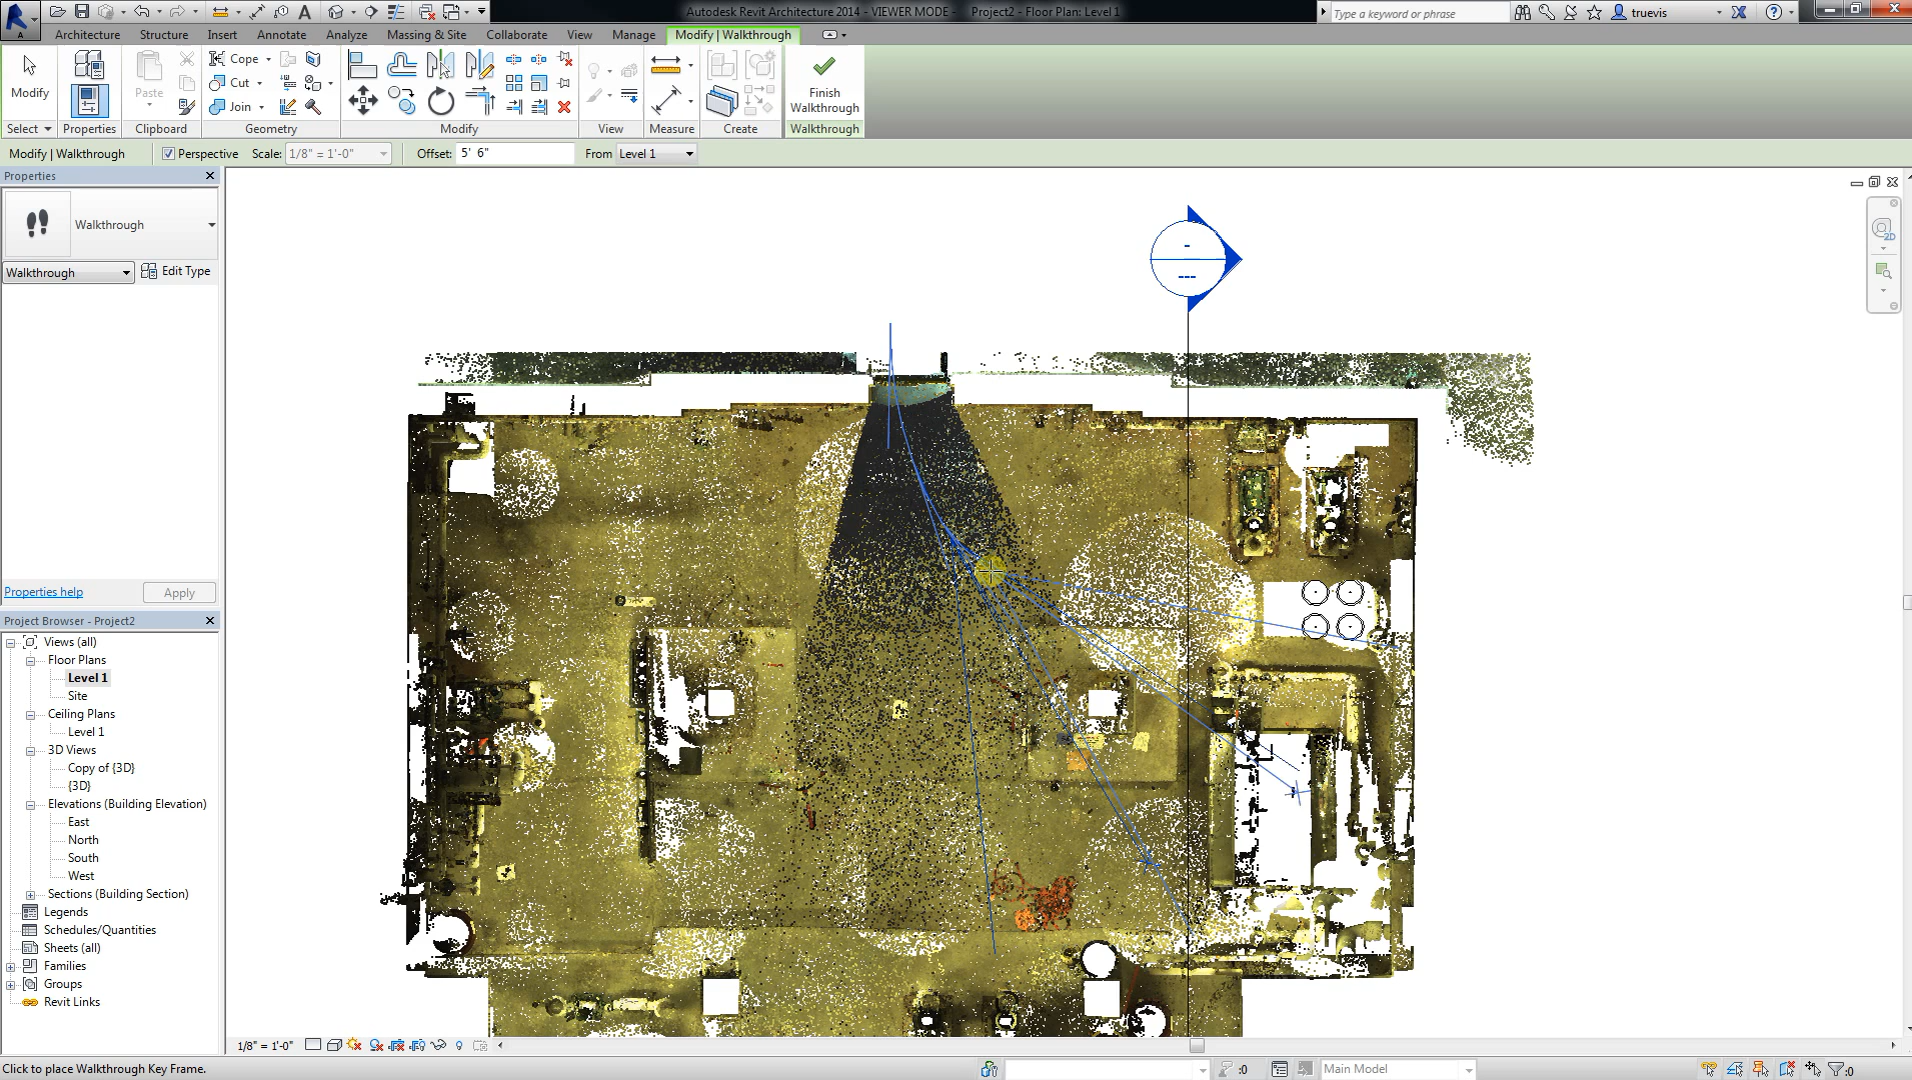 Autodesk Revit Architecture 2014 - VIEWER MODE - Project2 - Floor Plan: Level 1
Type a keyword or phrase
truevis
Architecture Structure Insert Annotate Analyze Massing & Site Collaborate View Manage Modify | Walkthrough
Modify
Paste
Cope
Cut
Join
Finish
Walkthrough
Select Properties Clipboard Geometry Modify View Measure Create Walkthrough
Modify | Walkthrough
Perspective Scale: 1/8" = 1'-0" Offset: 5' 6" From Level 1
Properties
Walkthrough
Walkthrough Edit Type
Properties help Apply
Project Browser - Project2
Views (all)
Floor Plans
Level 1
Site
Ceiling Plans
Level 1
3D Views
Copy of {3D}
{3D}
Elevations (Building Elevation)
East
North
South
West
Sections (Building Section)
Legends
Schedules/Quantities
Sheets (all)
Families
Groups
Revit Links
2D
1/8" = 1'-0"
Click to place Walkthrough Key Frame.
:0
Main Model
:0